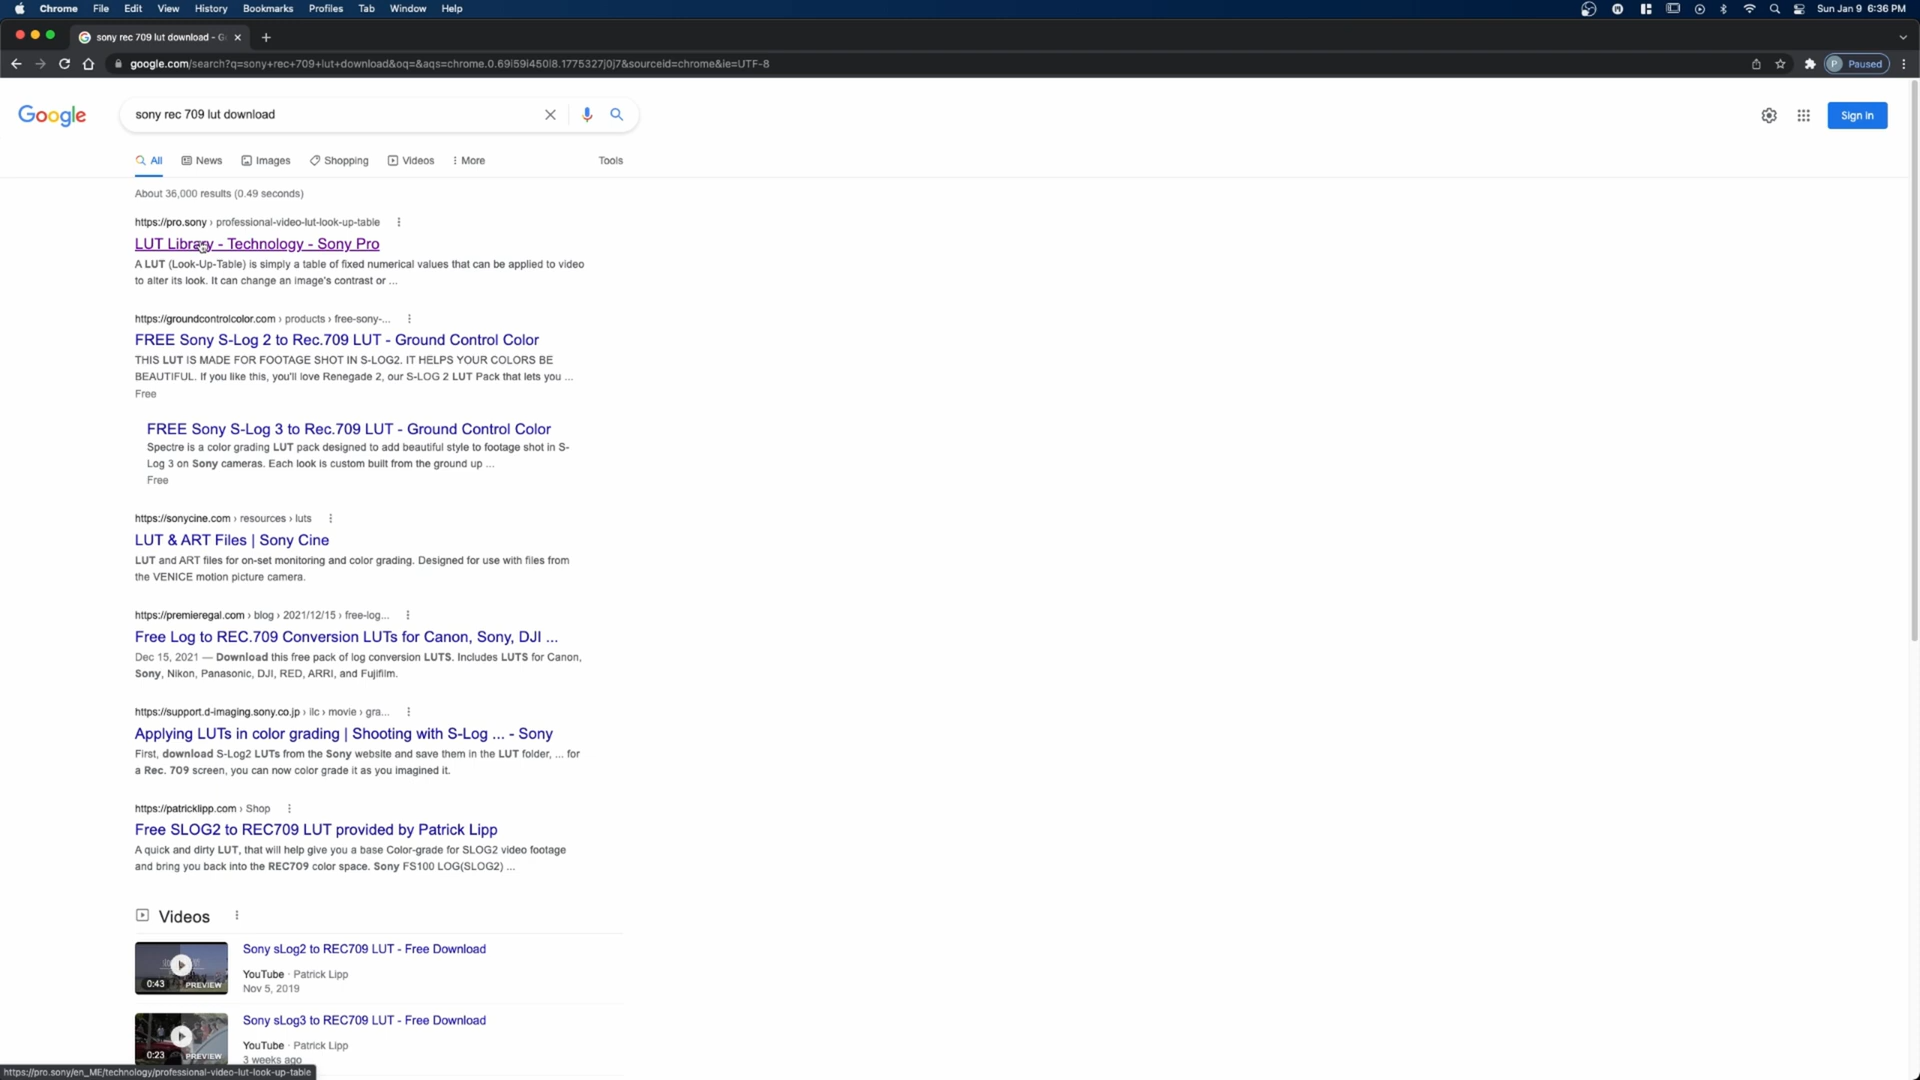 Chrome File Edit View History Bookmarks Profiles Tab Window Help Sun Jan 9 6:36 PM
sony rec 709 lut download - G
google.com/search?q=sony+rec+709+lut+download&oq=&aqs=chrome.0.69i59i450l8.1775327j0j7&sourceid=chrome&ie=UTF-8 P Paused
Google sony rec 709 lut download Sign in
All News Images Shopping Videos More Tools
About 36,000 results (0.49 seconds)
https://pro.sony › professional-video-lut-look-up-table
LUT Library - Technology - Sony Pro
A LUT (Look-Up-Table) is simply a table of fixed numerical values that can be applied to video
to alter its look. It can change an image's contrast or ...
https://groundcontrolcolor.com › products › free-sony-...
FREE Sony S-Log 2 to Rec.709 LUT - Ground Control Color
THIS LUT IS MADE FOR FOOTAGE SHOT IN S-LOG2. IT HELPS YOUR COLORS BE
BEAUTIFUL. If you like this, you'll love Renegade 2, our S-LOG 2 LUT Pack that lets you ...
Free
FREE Sony S-Log 3 to Rec.709 LUT - Ground Control Color
Spectre is a color grading LUT pack designed to add beautiful style to footage shot in S-
Log 3 on Sony cameras. Each look is custom built from the ground up ...
Free
https://sonycine.com › resources › luts
LUT & ART Files | Sony Cine
LUT and ART files for on-set monitoring and color grading. Designed for use with files from
the VENICE motion picture camera.
https://premieregal.com › blog › 2021/12/15 › free-log...
Free Log to REC.709 Conversion LUTs for Canon, Sony, DJI ...
Dec 15, 2021 — Download this free pack of log conversion LUTS. Includes LUTS for Canon,
Sony, Nikon, Panasonic, DJI, RED, ARRI, and Fujifilm.
https://support.d-imaging.sony.co.jp › ilc › movie › gra...
Applying LUTs in color grading | Shooting with S-Log ... - Sony
First, download S-Log2 LUTs from the Sony website and save them in the LUT folder, ... for
a Rec. 709 screen, you can now color grade it as you imagined it.
https://patricklipp.com › Shop
Free SLOG2 to REC709 LUT provided by Patrick Lipp
A quick and dirty LUT, that will help give you a base Color-grade for SLOG2 video footage
and bring you back into the REC709 color space. Sony FS100 LOG(SLOG2) ...
Videos
Sony sLog2 to REC709 LUT - Free Download
YouTube · Patrick Lipp
0:43 PREVIEW Nov 5, 2019
Sony sLog3 to REC709 LUT - Free Download
YouTube · Patrick Lipp
0:23 PREVIEW 3 weeks ago
https://pro.sony/en_ME/technology/professional-video-lut-look-up-table